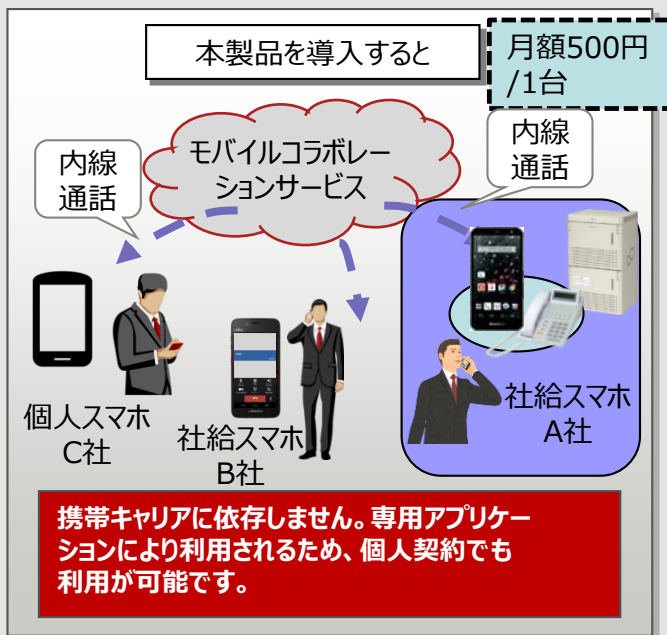 本製品を導入すると
月額500円
/1台
内線
通話
モバイルコラボレー
ションサービス
内線
通話
個人スマホ
C社
社給スマホ
B社
社給スマホ
A社
携帯キャリアに依存しません。専用アプリケー
ションにより利用されるため、個人契約でも
利用が可能です。